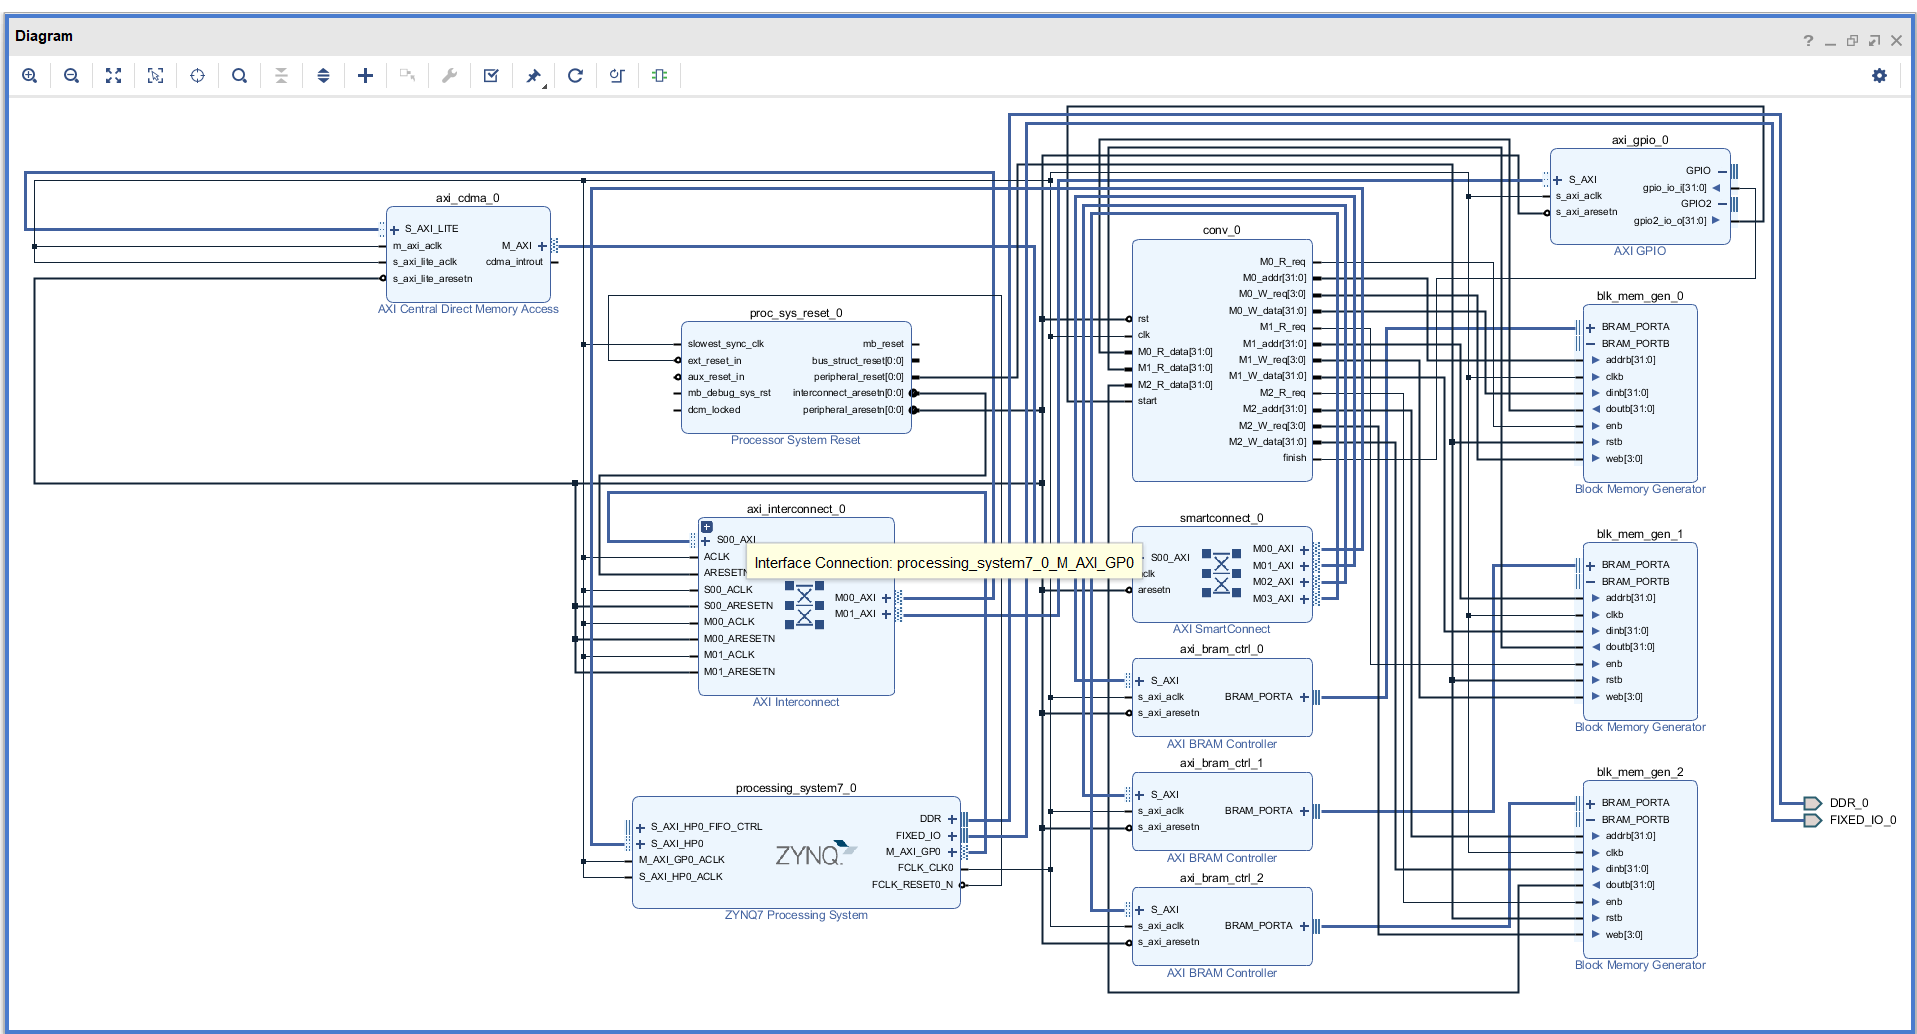 Diagram
axi_cdma_0
S_AXI_LITE
m_axi_aclk
s_axi_lite_aclk
s_axi_lite_aresetn
M_AXI
cdma_introut
AXI Central Direct Memory Access
proc_sys_reset_0
slowest_sync_clk
ext_reset_in
aux_reset_in
mb_debug_sys_rst
dcm_locked
mb_reset
bus_struct_reset[0:0]
peripheral_reset[0:0]
interconnect_aresetn[0:0]
peripheral_aresetn[0:0]
Processor System Reset
axi_interconnect_0
S00_AXI
ACLK
S00_ACLK
S00_ARESETN
M00_ACLK
M00_ARESETN
M01_ACLK
M01_ARESETN
M00_AXI
M01_AXI
AXI Interconnect
Interface Connection: processing_system7_0_M_AXI_GP0
processing_system7_0
S_AXI_HP0_FIFO_CTRL
S_AXI_HP0
M_AXI_GP0_ACLK
S_AXI_HP0_ACLK
ZYNQ
DDR
FIXED_IO
M_AXI_GP0
FCLK_CLK0
FCLK_RESET0_N
ZYNQ7 Processing System
conv_0
rst
clk
M0_R_data[31:0]
M1_R_data[31:0]
M2_R_data[31:0]
start
M0_R_req
M0_addr[31:0]
M0_W_req[3:0]
M0_W_data[31:0]
M1_R_req
M1_addr[31:0]
M1_W_req[3:0]
M1_W_data[31:0]
M2_R_req
M2_addr[31:0]
M2_W_req[3:0]
M2_W_data[31:0]
finish
smartconnect_0
S00_AXI
aresetn
M00_AXI
M01_AXI
M02_AXI
M03_AXI
AXI SmartConnect
axi_bram_ctrl_0
S_AXI
s_axi_aclk
s_axi_aresetn
BRAM_PORTA
AXI BRAM Controller
axi_bram_ctrl_1
S_AXI
s_axi_aclk
s_axi_aresetn
BRAM_PORTA
AXI BRAM Controller
axi_bram_ctrl_2
S_AXI
s_axi_aclk
s_axi_aresetn
BRAM_PORTA
AXI BRAM Controller
axi_gpio_0
S_AXI
s_axi_aclk
s_axi_aresetn
GPIO
gpio_io_i[31:0]
GPIO2
gpio2_io_o[31:0]
AXI GPIO
blk_mem_gen_0
BRAM_PORTA
BRAM_PORTB
addrb[31:0]
clkb
dinb[31:0]
doutb[31:0]
enb
rstb
web[3:0]
Block Memory Generator
blk_mem_gen_1
BRAM_PORTA
BRAM_PORTB
addrb[31:0]
clkb
dinb[31:0]
doutb[31:0]
enb
rstb
web[3:0]
Block Memory Generator
blk_mem_gen_2
BRAM_PORTA
BRAM_PORTB
addrb[31:0]
clkb
dinb[31:0]
doutb[31:0]
enb
rstb
web[3:0]
Block Memory Generator
DDR_0
FIXED_IO_0